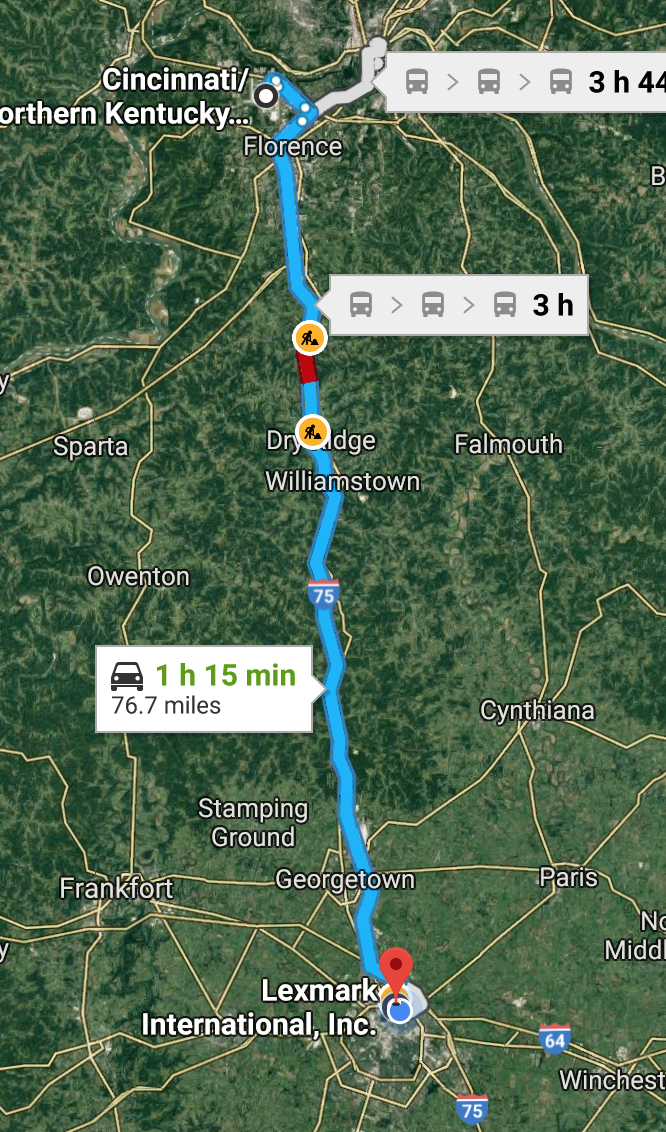 Cincinnati/
orthern Kentucky...
3 h 44
Florence
B
3 h
y
Sparta
Dry idge
Falmouth
Williamstown
Owenton
75
1 h 15 min
76.7 miles
Cynthiana
Stamping
Ground
Georgetown
Paris
Frankfort
No
Middl
y
Lexmark
International, Inc.
64
Winchest
75